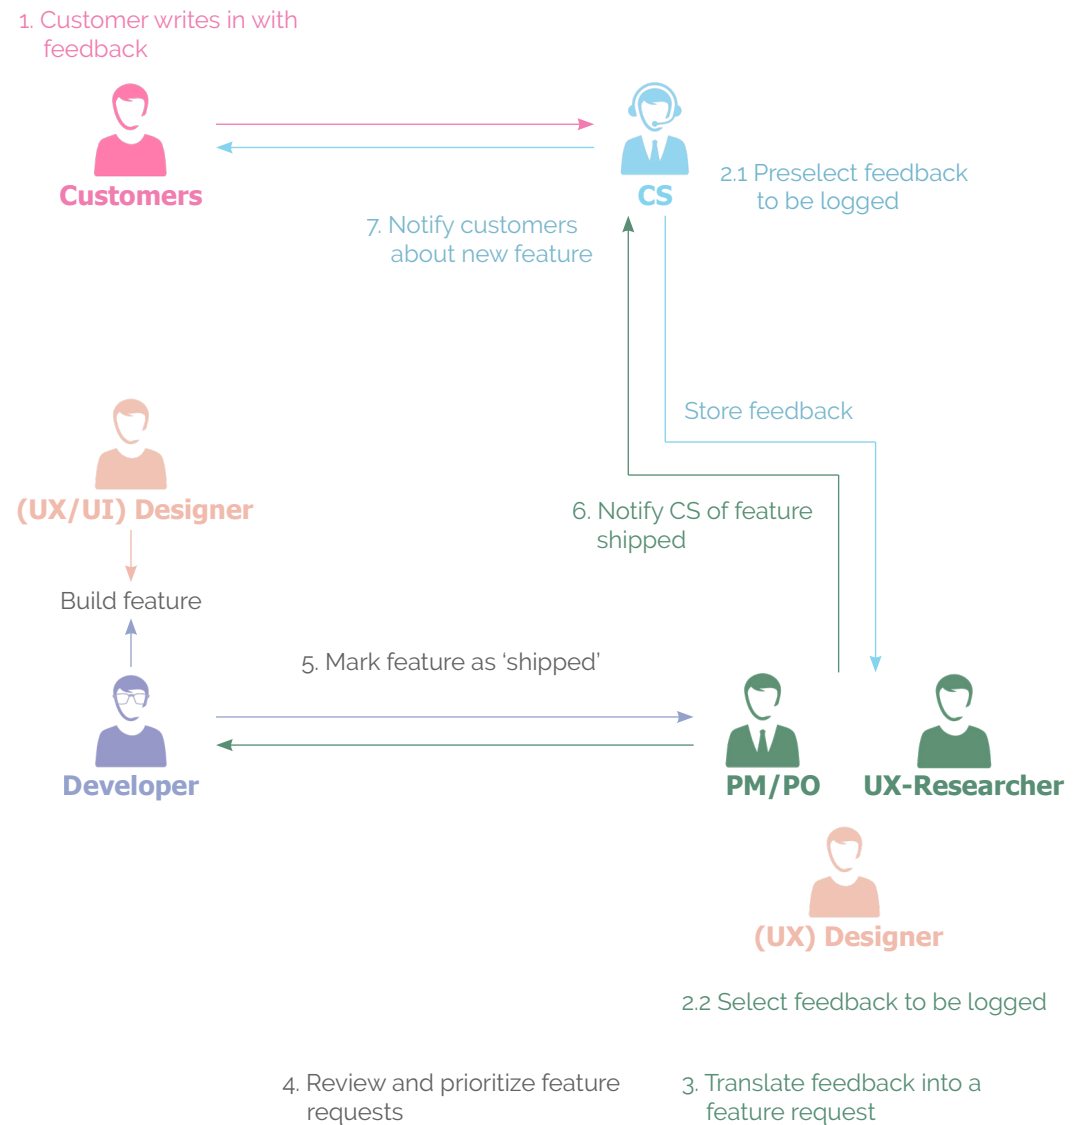 1. Customer writes in with
feedback
Customers
CS
2.1 Preselect feedback
to be logged
7. Notify customers
about new feature
Store feedback
(UX/UI) Designer
6. Notify CS of feature
shipped
Build feature
5. Mark feature as ‘shipped’
Developer
PM/PO
UX-Researcher
(UX) Designer
2.2 Select feedback to be logged
4. Review and prioritize feature
requests
3. Translate feedback into a
feature request